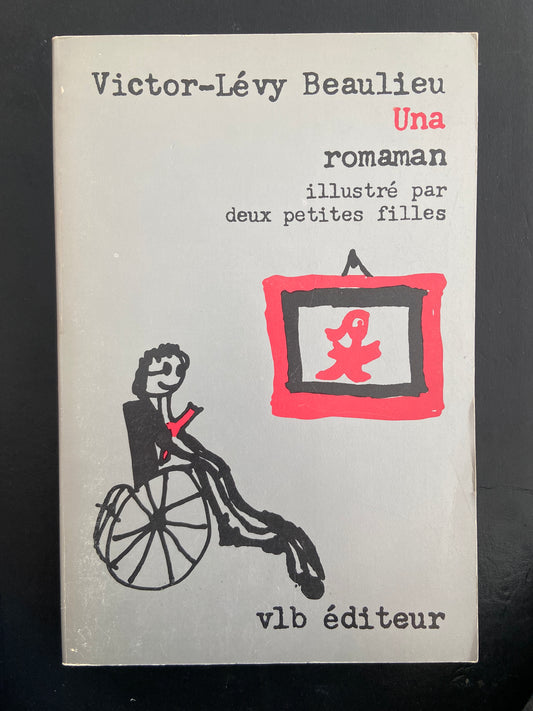 Victor-Lévy Beaulieu
Una
romaman
illustré par
deux petites filles
vlb éditeur